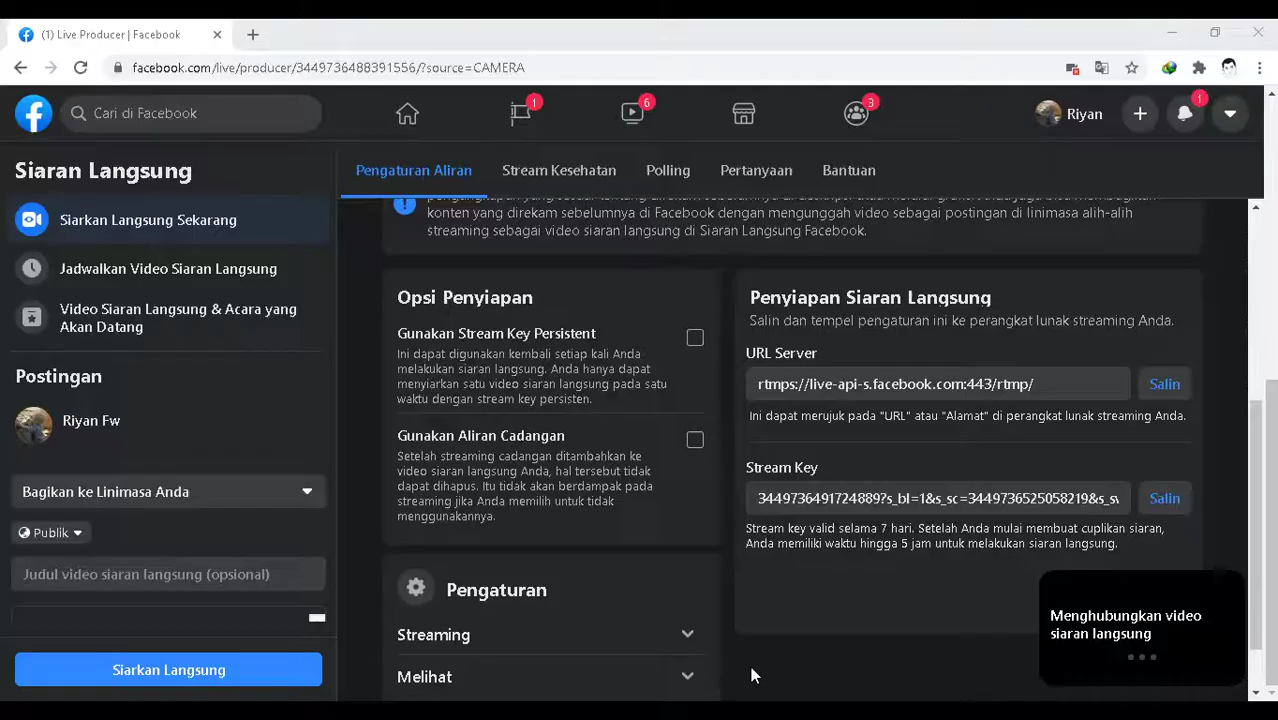 (1) Live Producer | Facebook
facebook.com/live/producer/3449736488391556/?source=CAMERA
Cari di Facebook
1
6
3
Riyan
1
Siaran Langsung
Siarkan Langsung Sekarang
Jadwalkan Video Siaran Langsung
Video Siaran Langsung & Acara yang
Akan Datang
Postingan
Riyan Fw
Bagikan ke Linimasa Anda
Publik
Judul video siaran langsung (opsional)
Siarkan Langsung
Pengaturan Aliran
Stream Kesehatan
Polling
Pertanyaan
Bantuan
konten yang direkam sebelumnya di Facebook dengan mengunggah video sebagai postingan di linimasa alih-alih
streaming sebagai video siaran langsung di Siaran Langsung Facebook.
Opsi Penyiapan
Gunakan Stream Key Persistent
Ini dapat digunakan kembali setiap kali Anda
melakukan siaran langsung. Anda hanya dapat
menyiarkan satu video siaran langsung pada satu
waktu dengan stream key persisten.
Gunakan Aliran Cadangan
Setelah streaming cadangan ditambahkan ke
video siaran langsung Anda, hal tersebut tidak
dapat dihapus. Itu tidak akan berdampak pada
streaming jika Anda memilih untuk tidak
menggunakannya.
Pengaturan
Streaming
Melihat
Penyiapan Siaran Langsung
Salin dan tempel pengaturan ini ke perangkat lunak streaming Anda.
URL Server
rtmps://live-api-s.facebook.com:443/rtmp/
Salin
Ini dapat merujuk pada "URL" atau "Alamat" di perangkat lunak streaming Anda.
Stream Key
3449736491724889?s_bl=1&s_sc=3449736525058219&s_sv
Salin
Stream key valid selama 7 hari. Setelah Anda mulai membuat cuplikan siaran,
Anda memiliki waktu hingga 5 jam untuk melakukan siaran langsung.
Menghubungkan video
siaran langsung